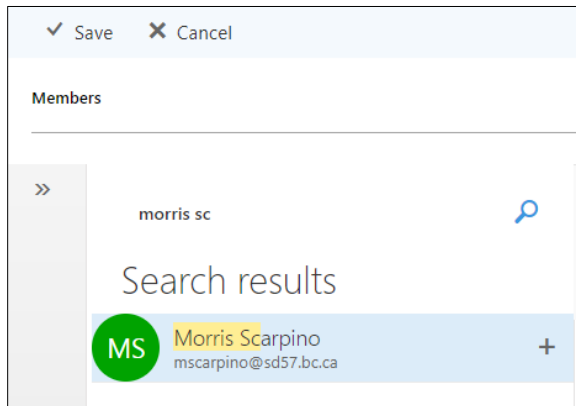 Save Cancel
Members
morris sc
Search results
MS
Morris Scarpino
mscarpino@sd57.bc.ca